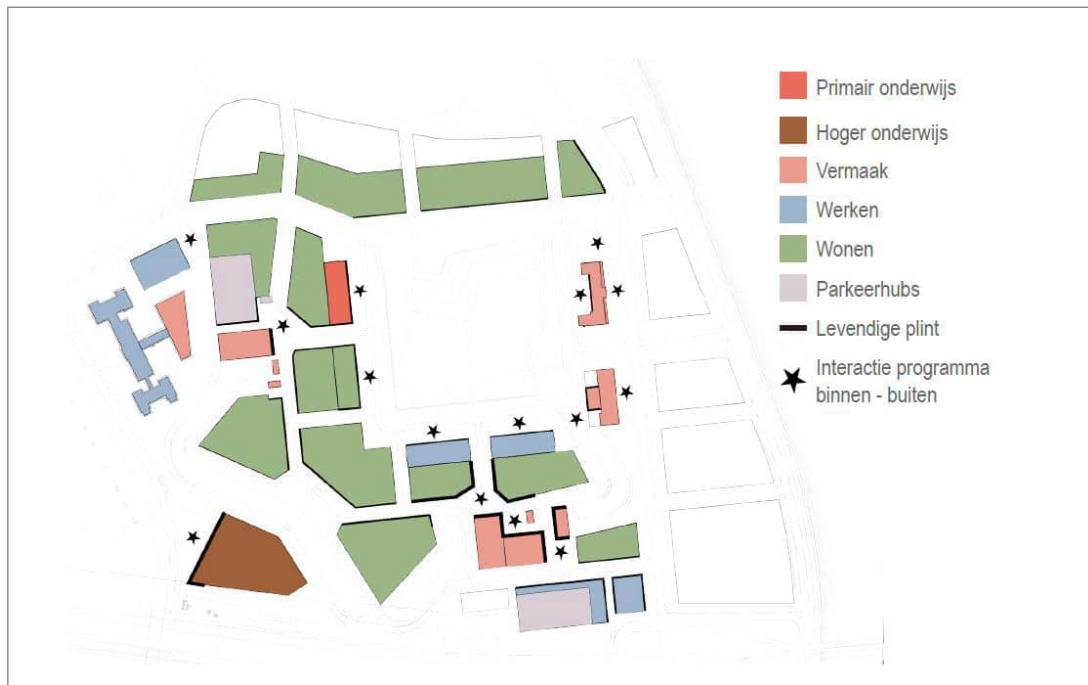 Primair onderwijs
Hoger onderwijs
Vermaak
Werken
Wonen
Parkeerhubs
Levendige plint
Interactie programma
binnen - buiten